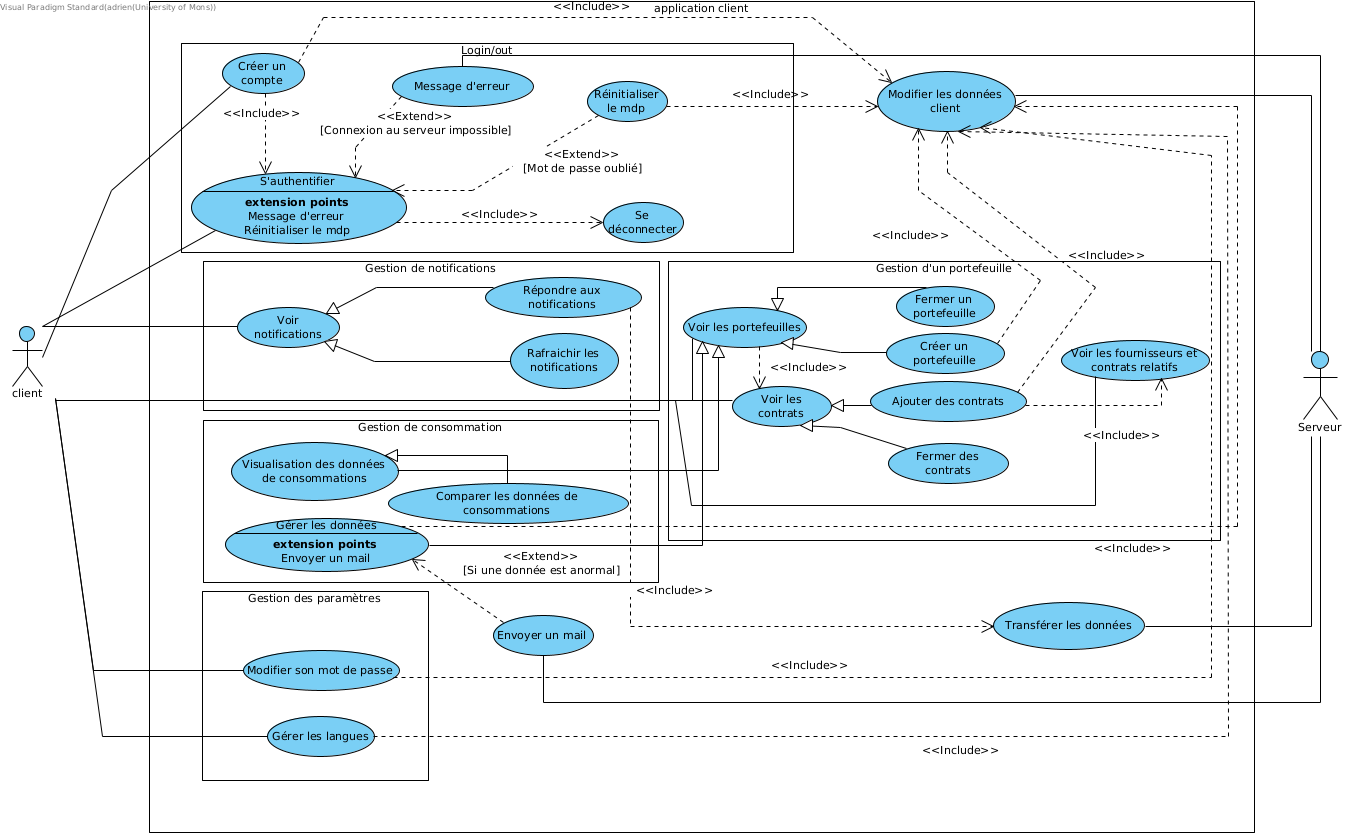 Visual Paradigm Standard(adrien(University of Mons))
<<Include>>
application client
Login/out
Créer un
compte
Message d'erreur
Réinitialiser
le mdp
<<Include>>
Modifier les données
client
<<Include>>
<<Extend>>
[Connexion au serveur impossible]
<<Extend>>
[Mot de passe oublié]
S'authentifier
extension points
Message d'erreur
Réinitialiser le mdp
<<Include>>
Se
déconnecter
<<Include>>
<<Include>>
Gestion de notifications
Répondre aux
notifications
Voir
notifications
Rafraichir les
notifications
Gestion d'un portefeuille
Fermer un
portefeuille
Voir les portefeuilles
Créer un
portefeuille
Voir les fournisseurs et
contrats relatifs
<<Include>>
Voir les
contrats
Ajouter des contrats
<<Include>>
Fermer des
contrats
client
Serveur
Gestion de consommation
Visualisation des données
de consommations
Comparer les données de
consommations
Gérer les données
extension points
Envoyer un mail
<<Extend>>
[Si une donnée est anormal]
<<Include>>
<<Include>>
Gestion des paramètres
Envoyer un mail
Transférer les données
Modifier son mot de passe
<<Include>>
Gérer les langues
<<Include>>